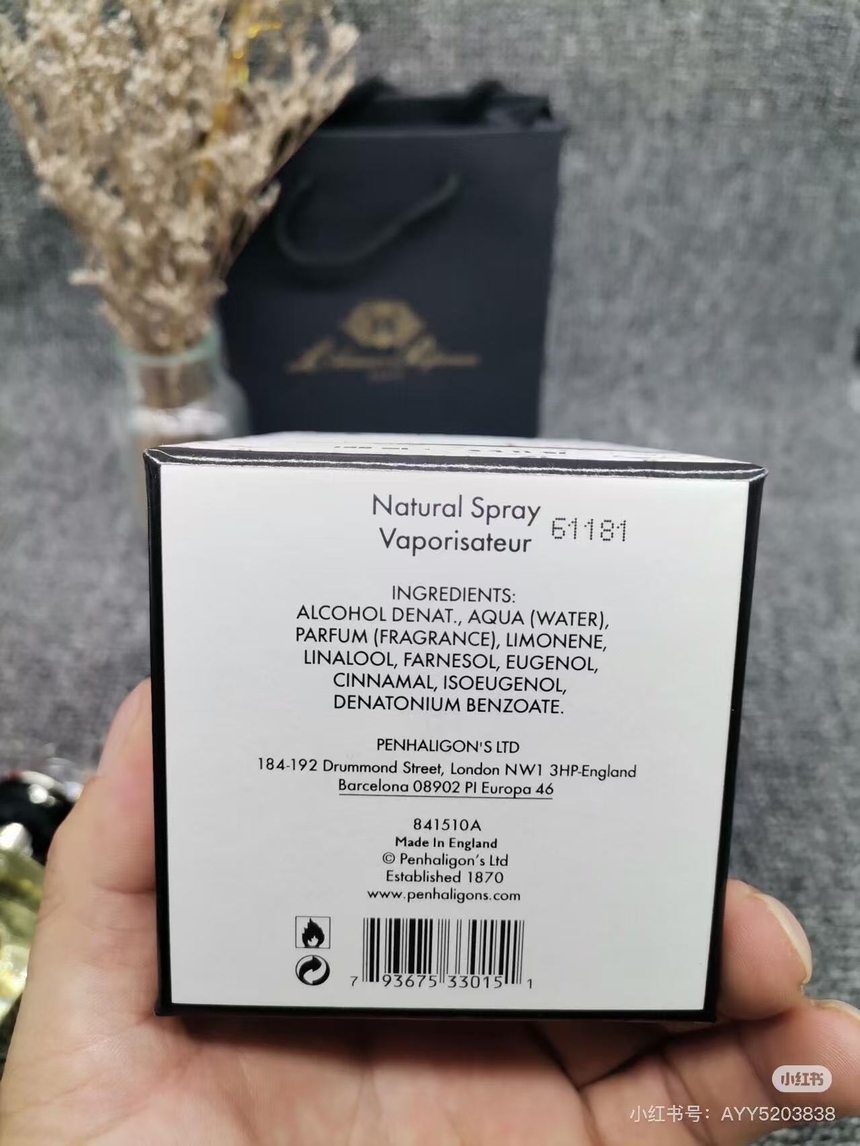 Natural Spray
Vaporisateur
61181
INGREDIENTS:
ALCOHOL DENAT., AQUA (WATER),
PARFUM (FRAGRANCE), LIMONENE,
LINALOOL, FARNESOL, EUGENOL,
CINNAMAL, ISOEUGENOL,
DENATONIUM BENZOATE.
PENHALIGON'S LTD
184-192 Drummond Street, London NW1 3HP-England
Barcelona 08902 PI Europa 46
841510A
Made In England
© Penhaligon's Ltd
Established 1870
www.penhaligons.com
7 93675 33015 1
小红书
小红书号：AYY5203838